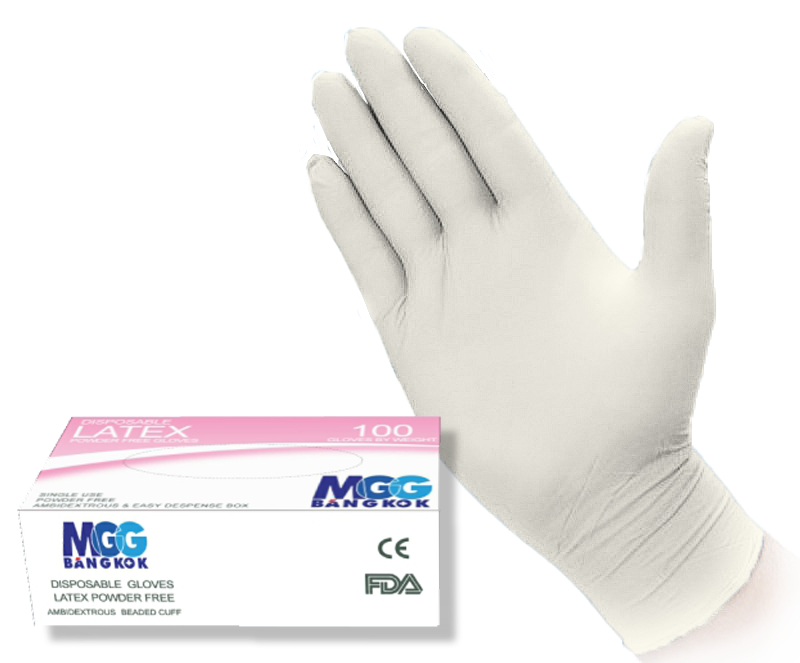 DISPOSABLE
LATEX
POWDER FREE GLOVES
100
GLOVES BY WEIGHT
SINGLE USE
POWDER FREE
AMBIDEXTROUS & EASY DESPENSE BOX
MGG
BANGKOK
MGG
BANGKOK
DISPOSABLE GLOVES
LATEX POWDER FREE
AMBIDEXTROUS BEADED CUFF
CE
FDA